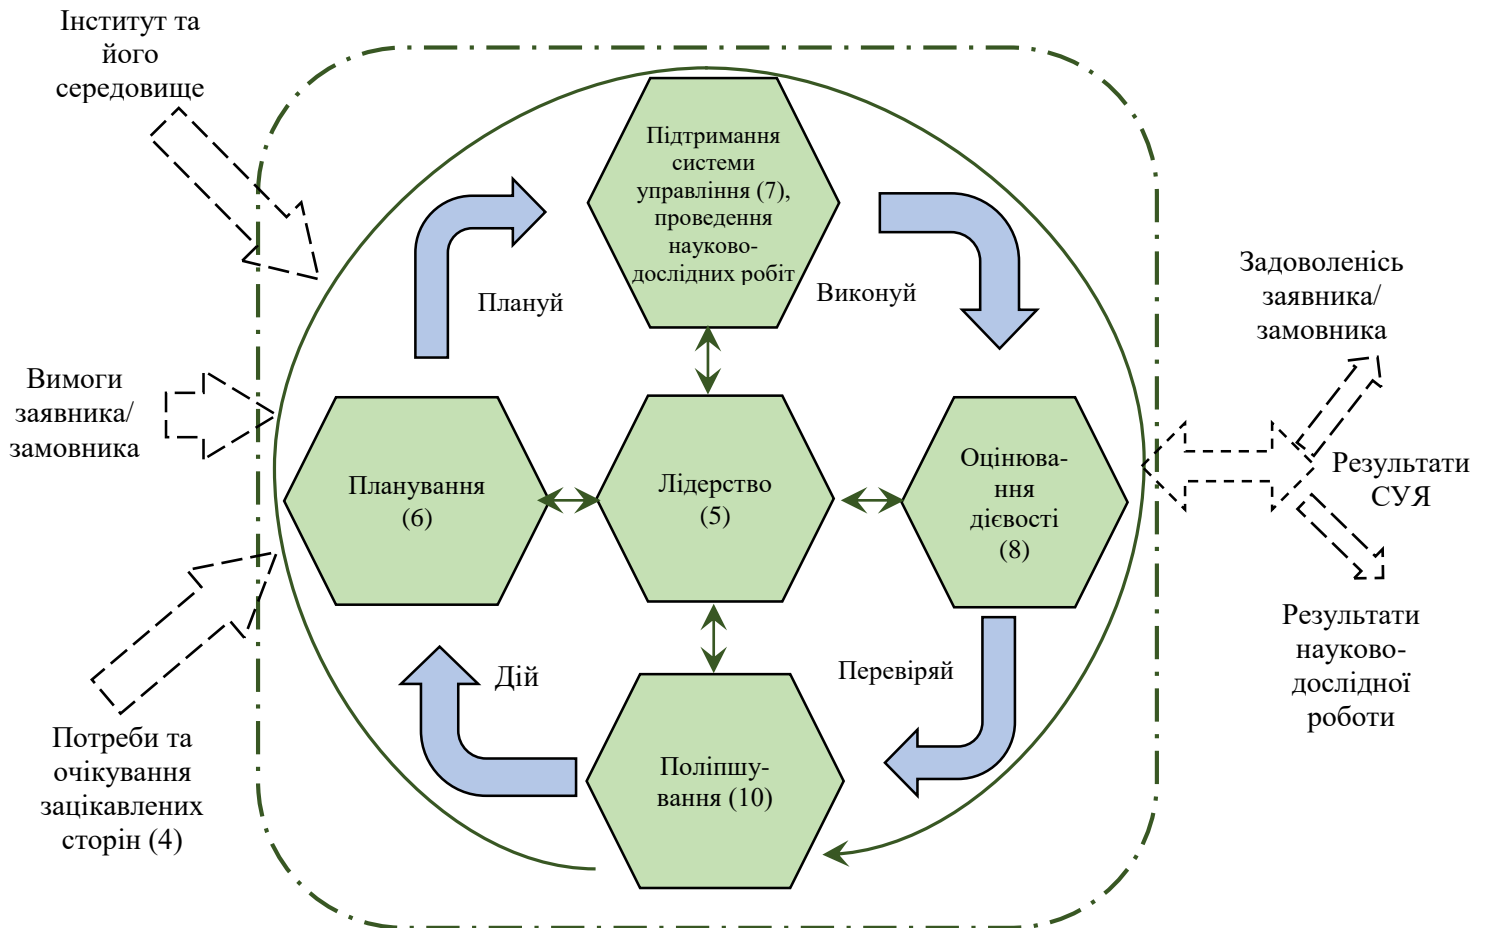 Інститут та
його
середовище
Підтримання
системи
управління (7),
проведення
науково-
дослідних робіт
Плануй
Виконуй
Задоволенісь
заявника/
замовника
Вимоги
заявника/
замовника
Планування
(6)
Лідерство
(5)
Оцінюва-
ння
дієвості
(8)
Результати
СУЯ
Результати
науково-
дослідної
роботи
Дій
Перевіряй
Потреби та
очікування
зацікавлених
сторін (4)
Поліпшу-
вання (10)